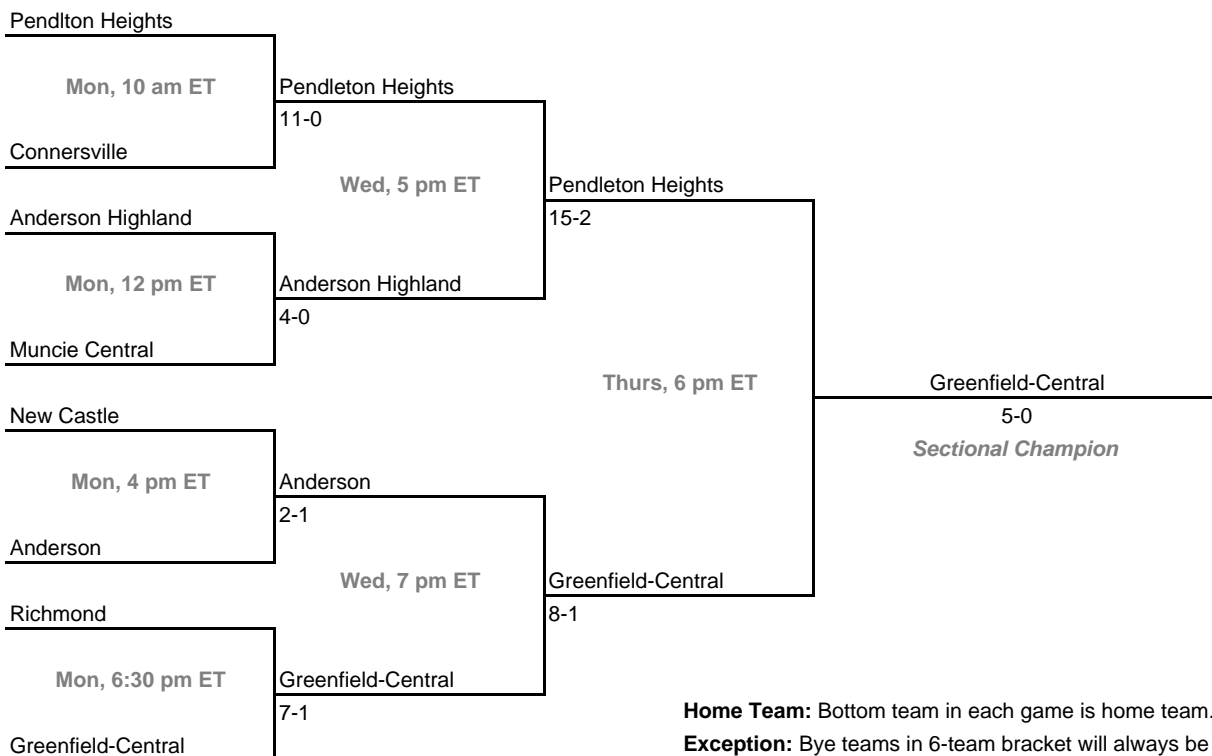 Pendlton Heights
Mon, 10 am ET
Pendleton Heights
11-0
Connersville
Wed, 5 pm ET
Pendleton Heights
15-2
Anderson Highland
Mon, 12 pm ET
Anderson Highland
4-0
Muncie Central
Thurs, 6 pm ET
Greenfield-Central
5-0
Sectional Champion
New Castle
Mon, 4 pm ET
Anderson
2-1
Anderson
Wed, 7 pm ET
Greenfield-Central
8-1
Richmond
Mon, 6:30 pm ET
Greenfield-Central
7-1
Greenfield-Central
Home Team: Bottom team in each game is home team.
Exception: Bye teams in 6-team bracket will always be